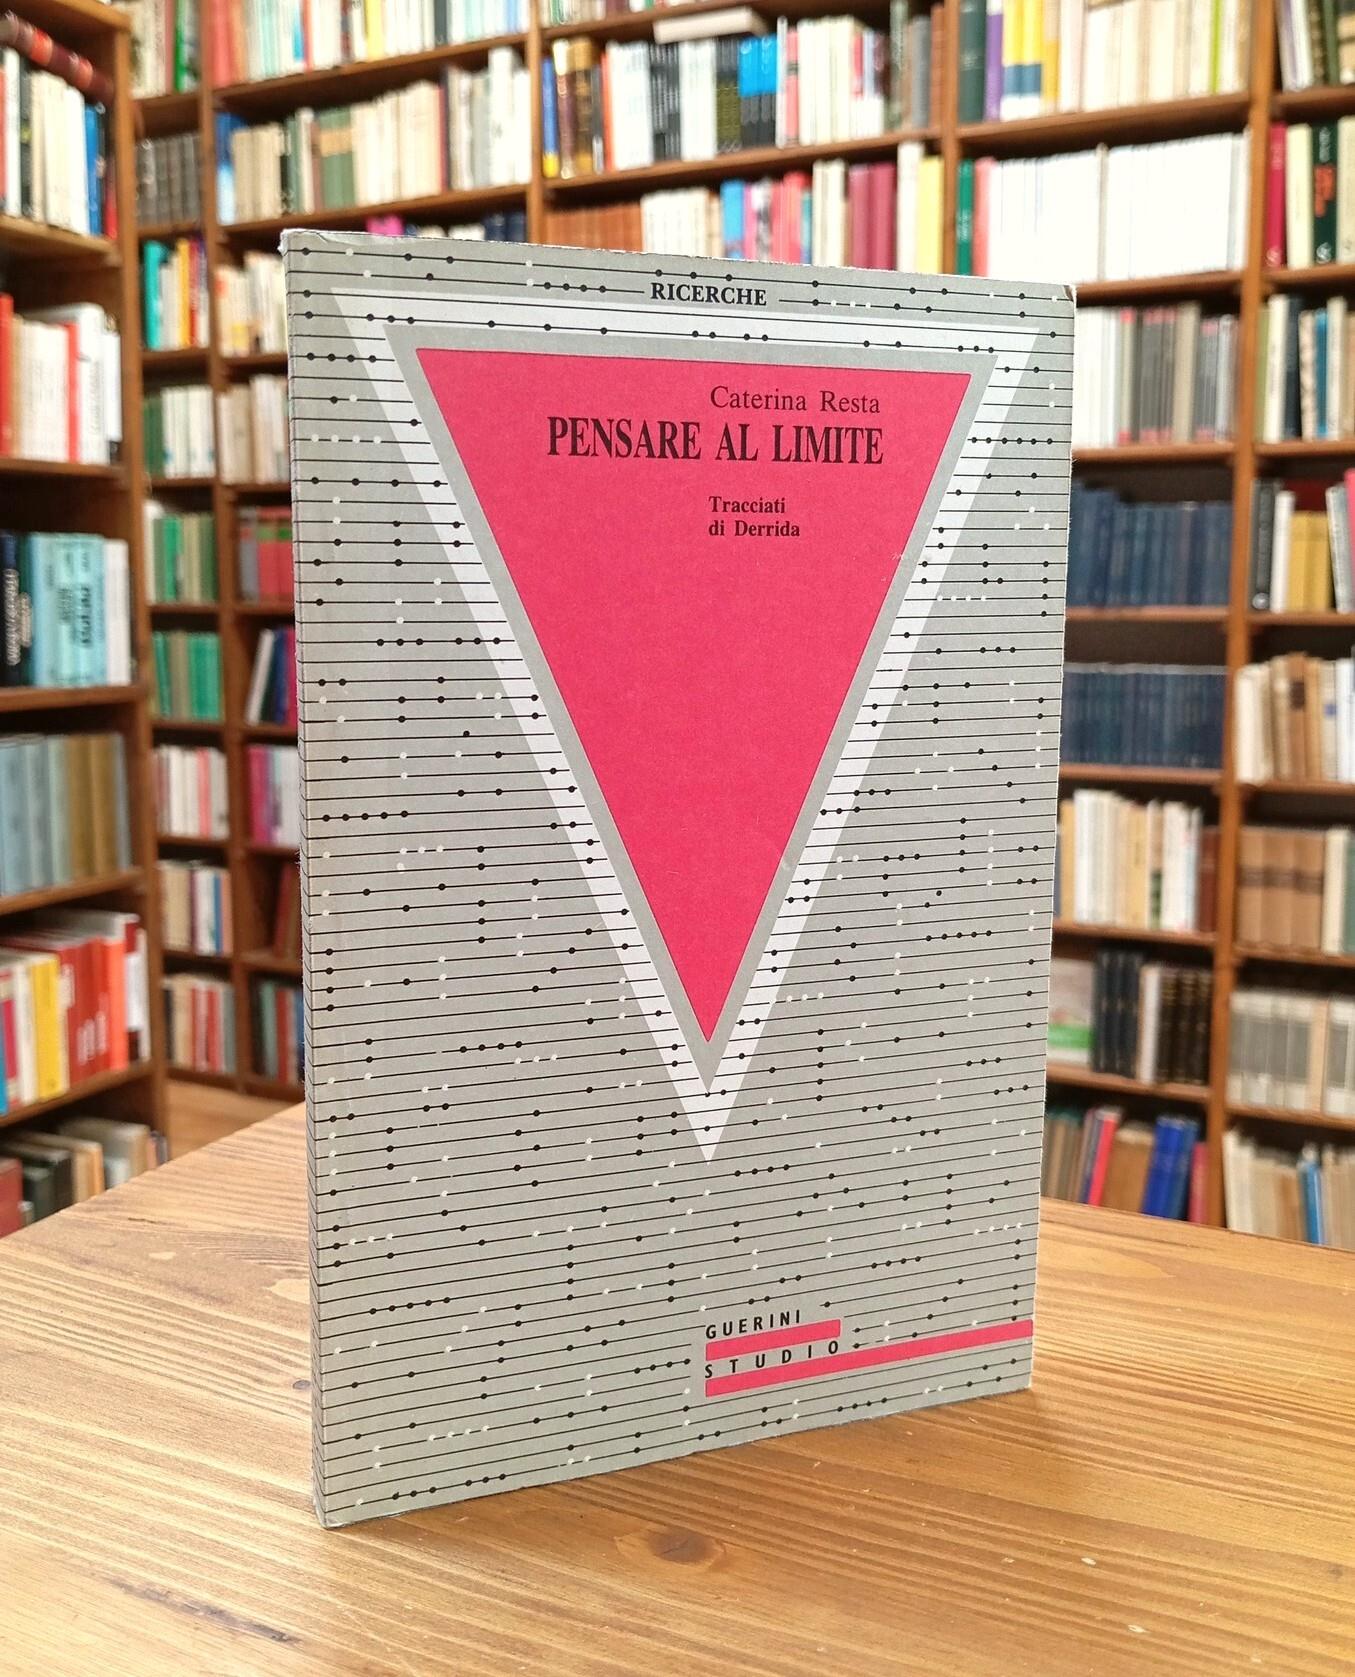 RICERCHE
Caterina Resta
PENSARE AL LIMITE
Tracciati
di Derrida
GUERINI
STUDIO